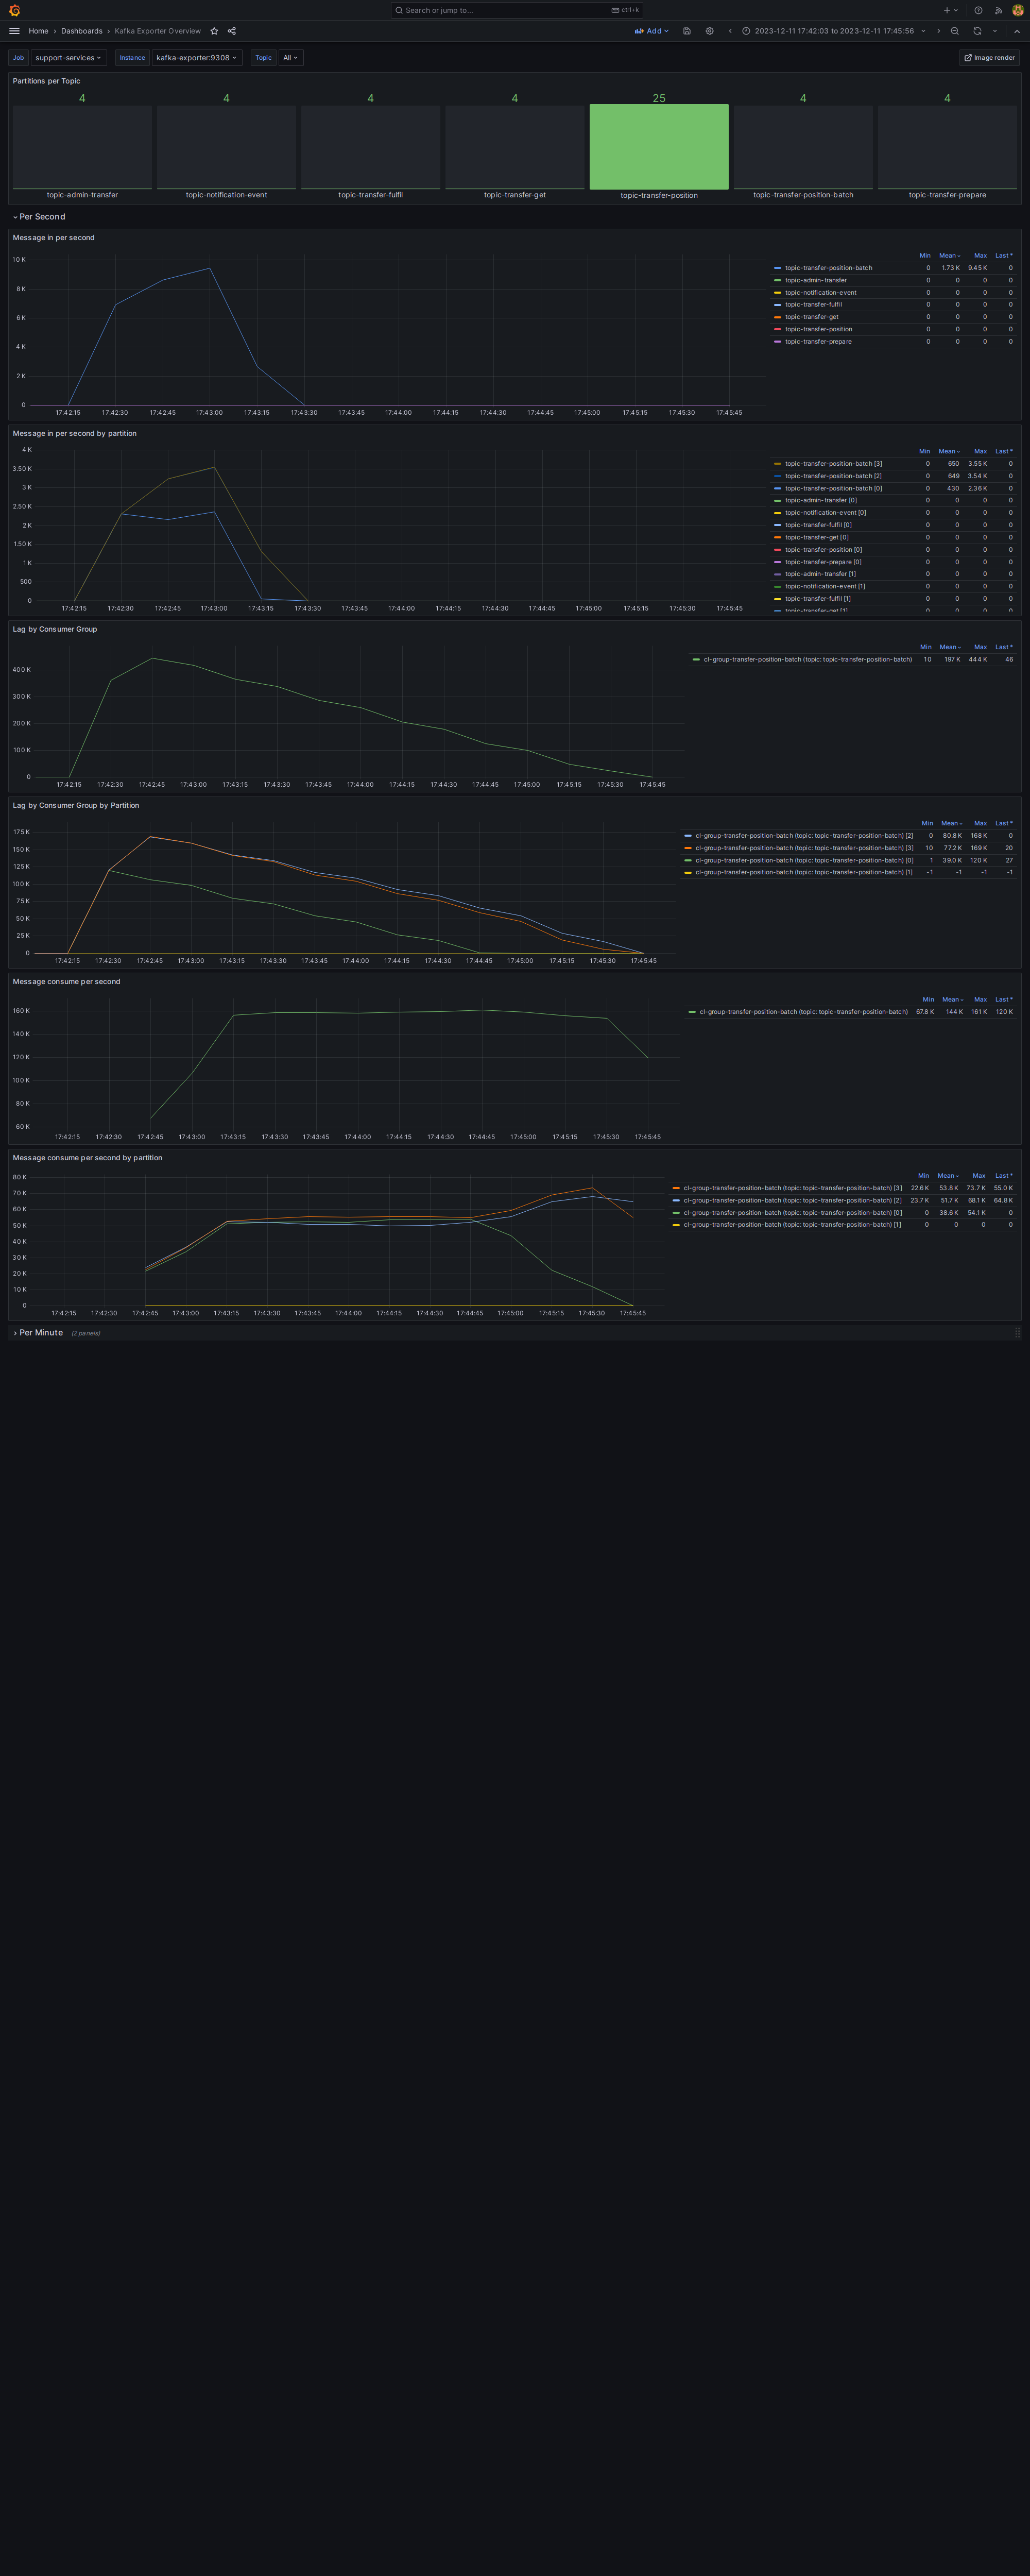 Search or jump to... ctrl+k
Home › Dashboards › Kafka Exporter Overview Add 2023-12-11 17:42:03 to 2023-12-11 17:45:56
Job support-services Instance kafka-exporter:9308 Topic All Image render
Partitions per Topic
4 4 4 4 25 4 4
topic-admin-transfer topic-notification-event topic-transfer-fulfil topic-transfer-get topic-transfer-position topic-transfer-position-batch topic-transfer-prepare
Per Second
Message in per second
10 K
8 K
6 K
4 K
2 K
0
17:42:15 17:42:30 17:42:45 17:43:00 17:43:15 17:43:30 17:43:45 17:44:00 17:44:15 17:44:30 17:44:45 17:45:00 17:45:15 17:45:30 17:45:45
Min Mean Max Last *
topic-transfer-position-batch 0 1.73 K 9.45 K 0
topic-admin-transfer 0 0 0 0
topic-notification-event 0 0 0 0
topic-transfer-fulfil 0 0 0 0
topic-transfer-get 0 0 0 0
topic-transfer-position 0 0 0 0
topic-transfer-prepare 0 0 0 0
Message in per second by partition
4 K
3.50 K
3 K
2.50 K
2 K
1.50 K
1 K
500
0
17:42:15 17:42:30 17:42:45 17:43:00 17:43:15 17:43:30 17:43:45 17:44:00 17:44:15 17:44:30 17:44:45 17:45:00 17:45:15 17:45:30 17:45:45
Min Mean Max Last *
topic-transfer-position-batch [3] 0 650 3.55 K 0
topic-transfer-position-batch [2] 0 649 3.54 K 0
topic-transfer-position-batch [0] 0 430 2.36 K 0
topic-admin-transfer [0] 0 0 0 0
topic-notification-event [0] 0 0 0 0
topic-transfer-fulfil [0] 0 0 0 0
topic-transfer-get [0] 0 0 0 0
topic-transfer-position [0] 0 0 0 0
topic-transfer-prepare [0] 0 0 0 0
topic-admin-transfer [1] 0 0 0 0
topic-notification-event [1] 0 0 0 0
topic-transfer-fulfil [1] 0 0 0 0
topic-transfer-get [1] 0 0 0 0
Lag by Consumer Group
400 K
300 K
200 K
100 K
0
17:42:15 17:42:30 17:42:45 17:43:00 17:43:15 17:43:30 17:43:45 17:44:00 17:44:15 17:44:30 17:44:45 17:45:00 17:45:15 17:45:30 17:45:45
Min Mean Max Last *
cl-group-transfer-position-batch (topic: topic-transfer-position-batch) 10 197 K 444 K 46
Lag by Consumer Group by Partition
175 K
150 K
125 K
100 K
75 K
50 K
25 K
0
17:42:15 17:42:30 17:42:45 17:43:00 17:43:15 17:43:30 17:43:45 17:44:00 17:44:15 17:44:30 17:44:45 17:45:00 17:45:15 17:45:30 17:45:45
Min Mean Max Last *
cl-group-transfer-position-batch (topic: topic-transfer-position-batch) [2] 0 80.8 K 168 K 0
cl-group-transfer-position-batch (topic: topic-transfer-position-batch) [3] 10 77.2 K 169 K 20
cl-group-transfer-position-batch (topic: topic-transfer-position-batch) [0] 1 39.0 K 120 K 27
cl-group-transfer-position-batch (topic: topic-transfer-position-batch) [1] -1 -1 -1 -1
Message consume per second
160 K
140 K
120 K
100 K
80 K
60 K
17:42:15 17:42:30 17:42:45 17:43:00 17:43:15 17:43:30 17:43:45 17:44:00 17:44:15 17:44:30 17:44:45 17:45:00 17:45:15 17:45:30 17:45:45
Min Mean Max Last *
cl-group-transfer-position-batch (topic: topic-transfer-position-batch) 67.8 K 144 K 161 K 120 K
Message consume per second by partition
80 K
70 K
60 K
50 K
40 K
30 K
20 K
10 K
0
17:42:15 17:42:30 17:42:45 17:43:00 17:43:15 17:43:30 17:43:45 17:44:00 17:44:15 17:44:30 17:44:45 17:45:00 17:45:15 17:45:30 17:45:45
Min Mean Max Last *
cl-group-transfer-position-batch (topic: topic-transfer-position-batch) [3] 22.6 K 53.8 K 73.7 K 55.0 K
cl-group-transfer-position-batch (topic: topic-transfer-position-batch) [2] 23.7 K 51.7 K 68.1 K 64.8 K
cl-group-transfer-position-batch (topic: topic-transfer-position-batch) [0] 0 38.6 K 54.1 K 0
cl-group-transfer-position-batch (topic: topic-transfer-position-batch) [1] 0 0 0 0
Per Minute (2 panels)